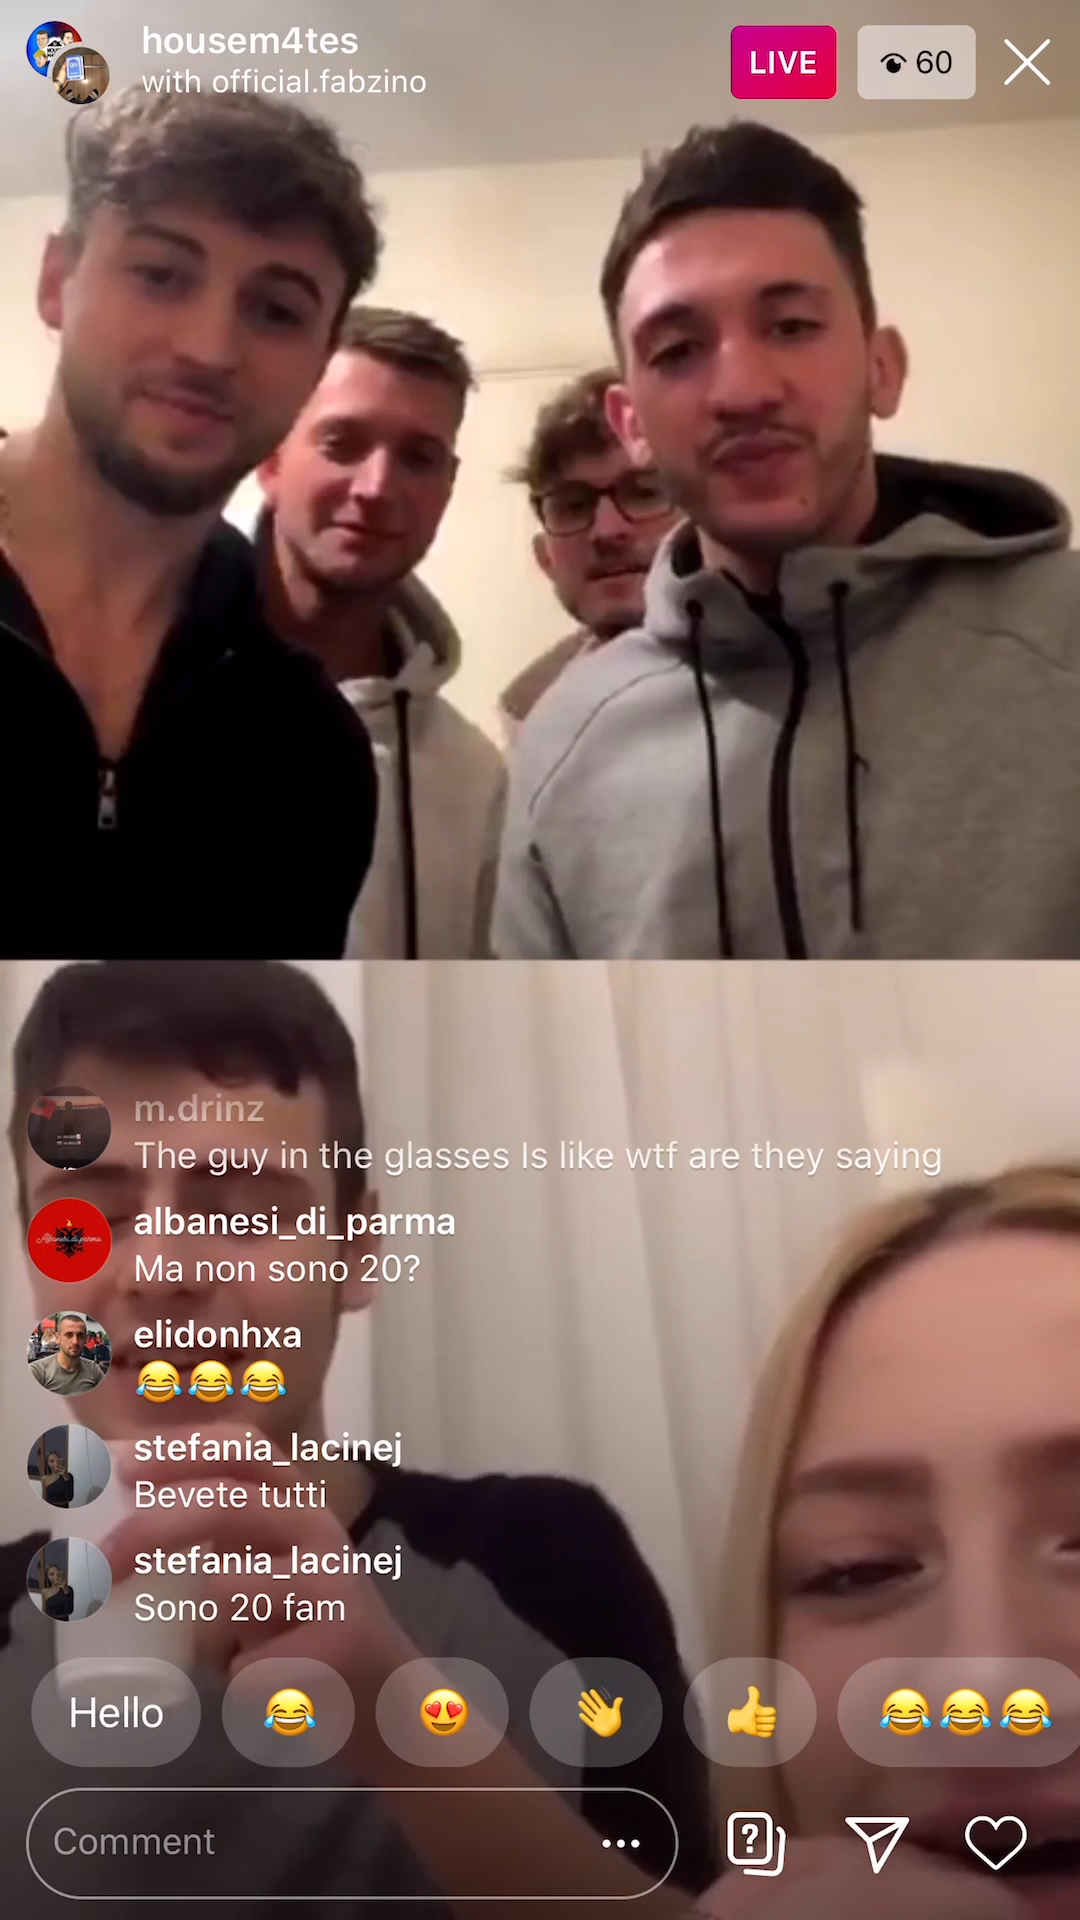 housem4tes
with official.fabzino
LIVE
60
m.drinz
The guy in the glasses Is like wtf are they saying
albanesi_di_parma
Ma non sono 20?
elidonhxa
😂😂😂
stefania_lacinej
Bevete tutti
stefania_lacinej
Sono 20 fam
Hello 😂 😍 👋 👍 😂😂😂
Comment